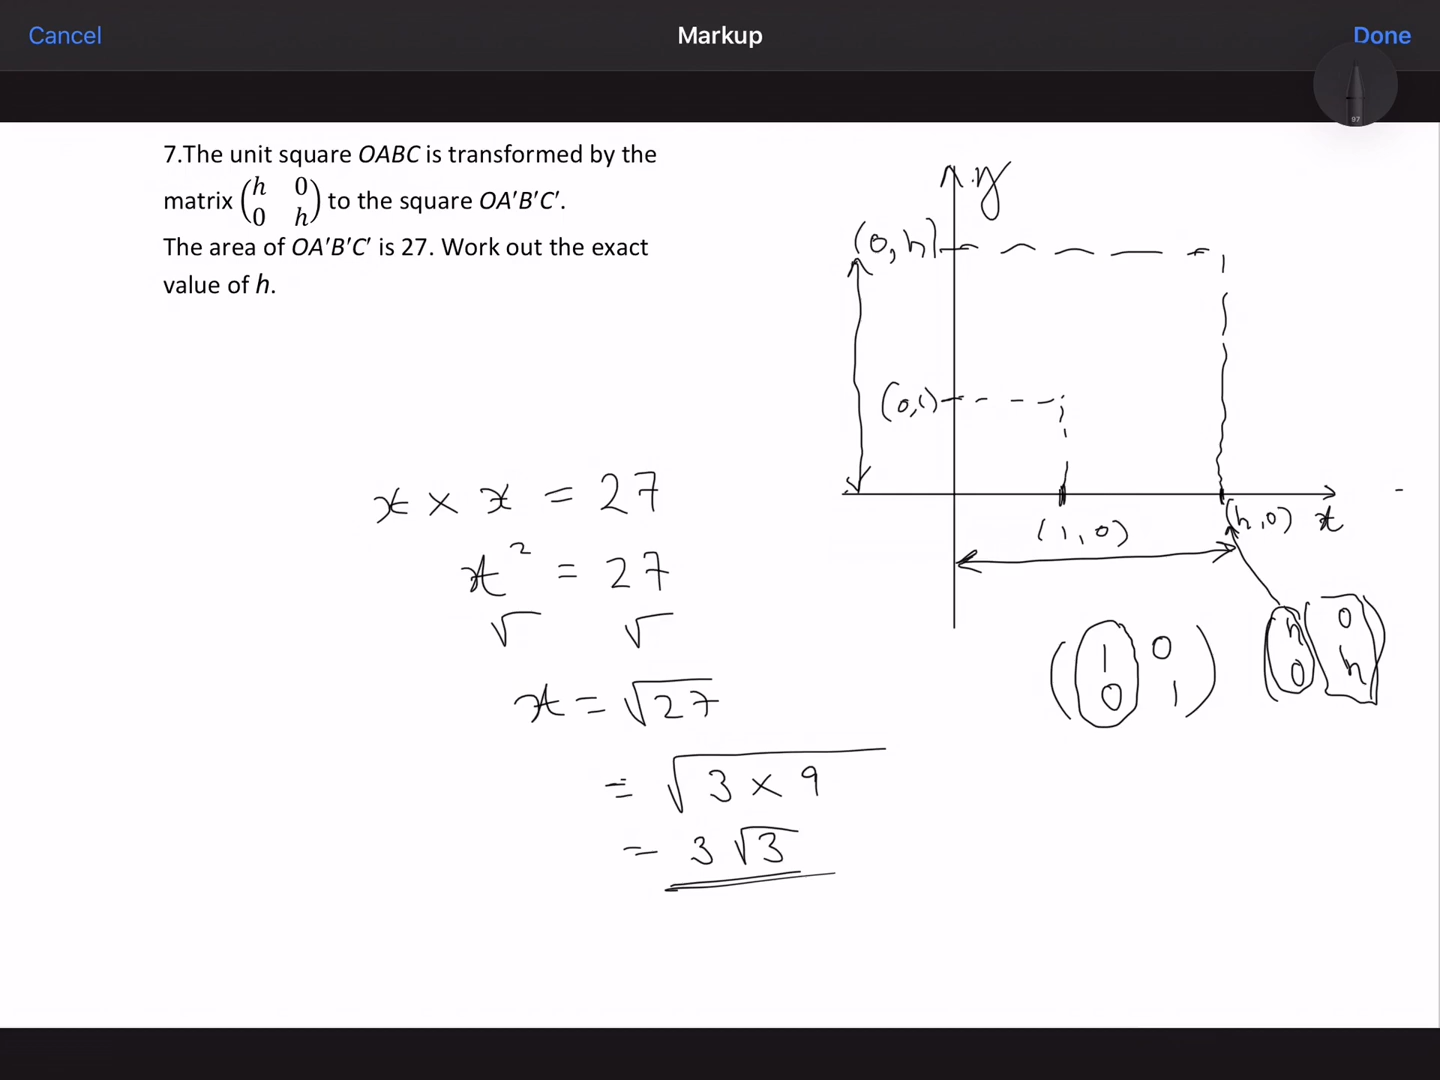 Cancel Markup Done
97
7.The unit square OABC is transformed by the
matrix (h 0
0 h) to the square OA'B'C'.
The area of OA'B'C' is 27. Work out the exact
value of h.
y
(0, h)
(0,1)
(1, 0)
(h,0) x
(1 0
0 1)
(h 0
0 h)
x × x = 27
x² = 27
√ √
x = √27
= √3 × 9
= 3 √3